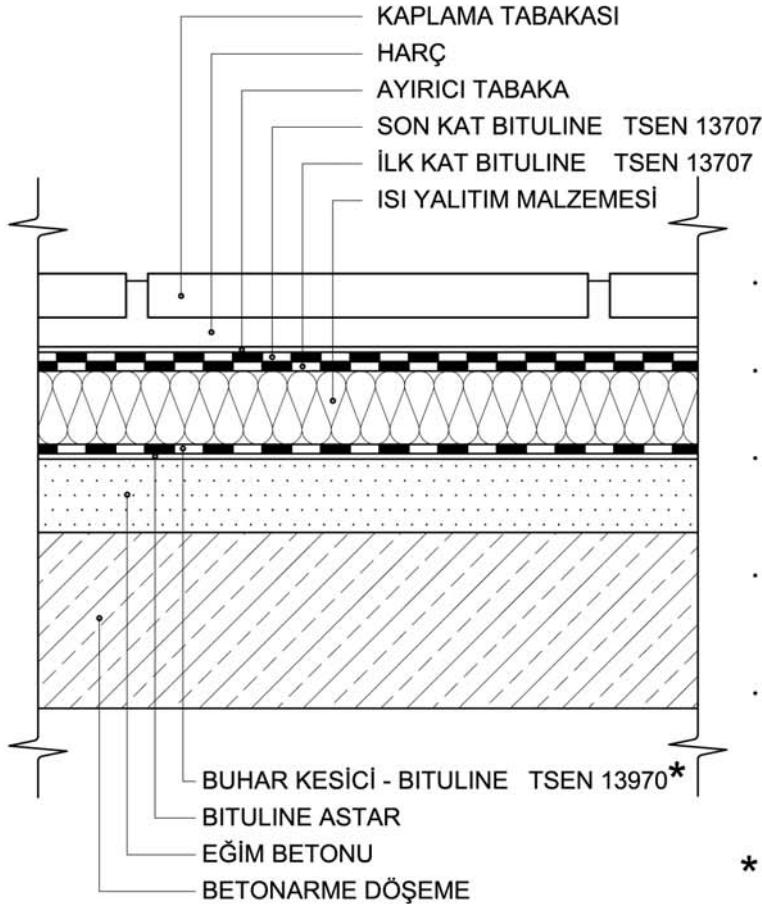 KAPLAMA TABAKASI
HARÇ
AYIRICI TABAKA
SON KAT BITULINE TSEN 13707
İLK KAT BITULINE TSEN 13707
ISI YALITIM MALZEMESİ
BUHAR KESİCİ - BITULINE TSEN 13970*
BITULINE ASTAR
EĞİM BETONU
*
BETONARME DÖŞEME